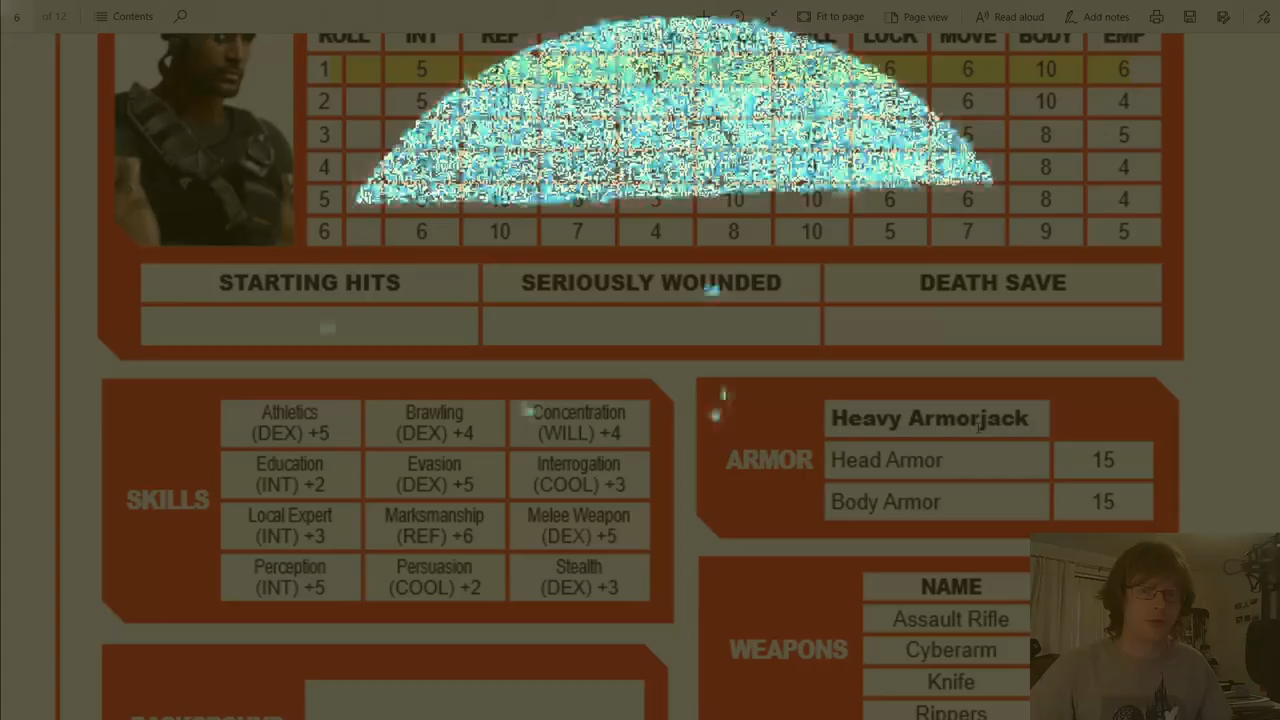 6 of 12 Contents Fit to page Page view Read aloud Add notes
ROLL INT REF LUCK MOVE BODY EMP
1 5 6 6 10 6
2 5 6 10 4
3 5 8 5
4 8 4
5 10 10 6 6 8 4
6 6 10 7 4 8 10 5 7 9 5
STARTING HITS SERIOUSLY WOUNDED DEATH SAVE
SKILLS
Athletics Brawling Concentration
(DEX) +5 (DEX) +4 (WILL) +4
Education Evasion Interrogation
(INT) +2 (DEX) +5 (COOL) +3
Local Expert Marksmanship Melee Weapon
(INT) +3 (REF) +6 (DEX) +5
Perception Persuasion Stealth
(INT) +5 (COOL) +2 (DEX) +3
ARMOR
Heavy Armorjack
Head Armor 15
Body Armor 15
WEAPONS
NAME
Assault Rifle
Cyberarm
Knife
Rippers
BACKGROUND